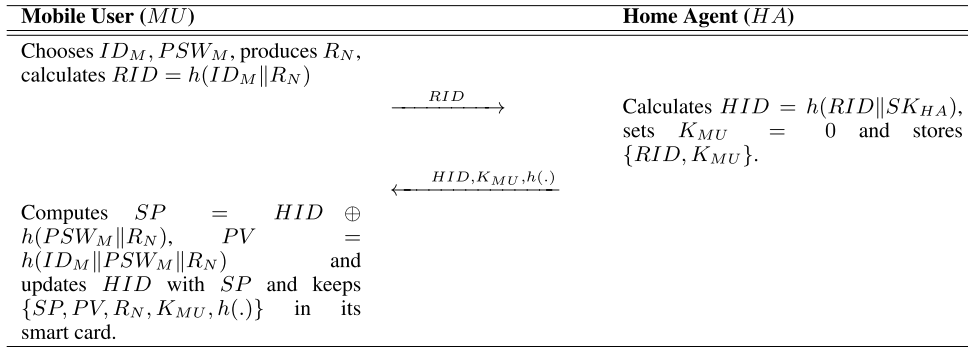 Mobile User (MU) Home Agent (HA)
Chooses ID_M, PSW_M, produces R_N,
calculates RID = h(ID_M‖R_N)
RID
Calculates HID = h(RID‖SK_HA),
sets K_MU = 0 and stores
{RID, K_MU}.
HID,K_MU,h(.)
Computes SP = HID ⊕
h(PSW_M‖R_N), PV =
h(ID_M‖PSW_M‖R_N) and
updates HID with SP and keeps
{SP, PV, R_N, K_MU, h(.)} in its
smart card.